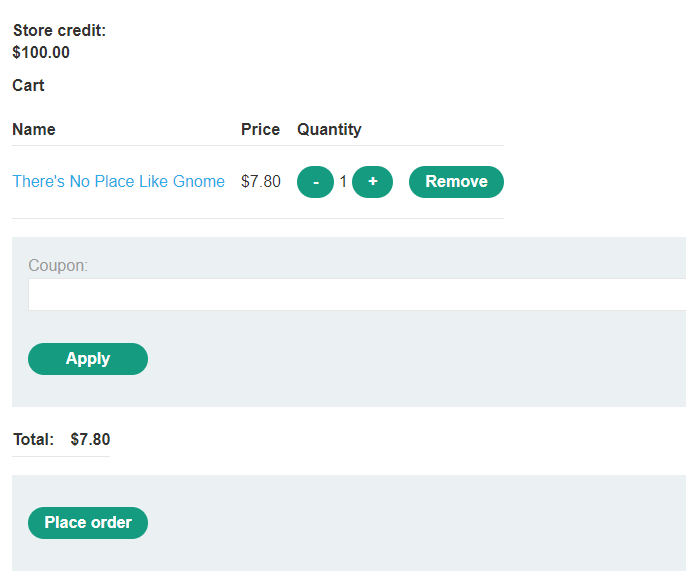 Store credit:
$100.00
Cart
Name Price Quantity
There's No Place Like Gnome $7.80 - 1 + Remove
Coupon:
Apply
Total: $7.80
Place order